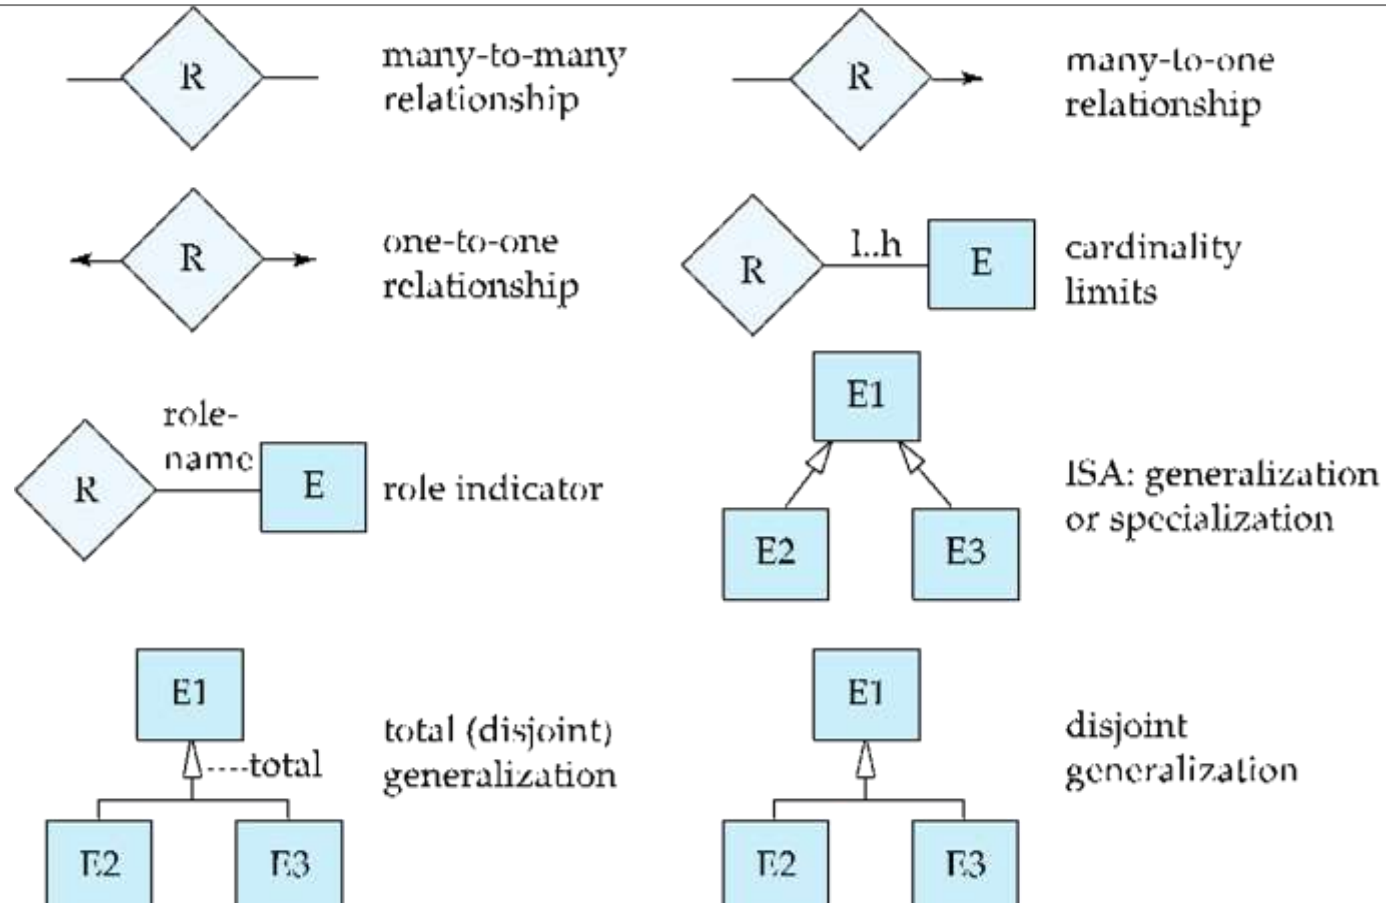 R
many-to-many
relationship
R
many-to-one
relationship
R
one-to-one
relationship
R
l..h
E
cardinality
limits
role-
name
R
E
role indicator
E1
E2
E3
ISA: generalization
or specialization
E1
total
E2
E3
total (disjoint)
generalization
E1
E2
E3
disjoint
generalization